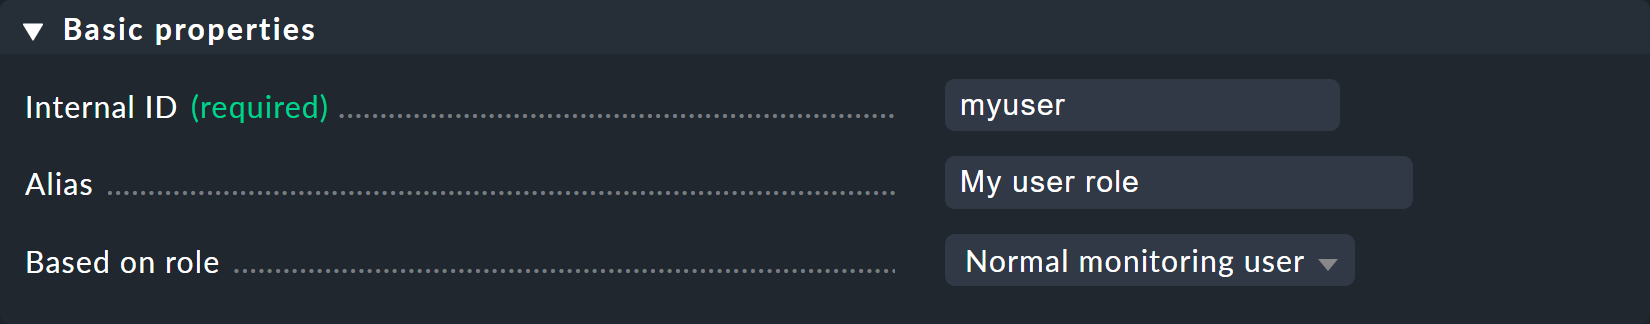 Basic properties
Internal ID (required) myuser
Alias My user role
Based on role Normal monitoring user